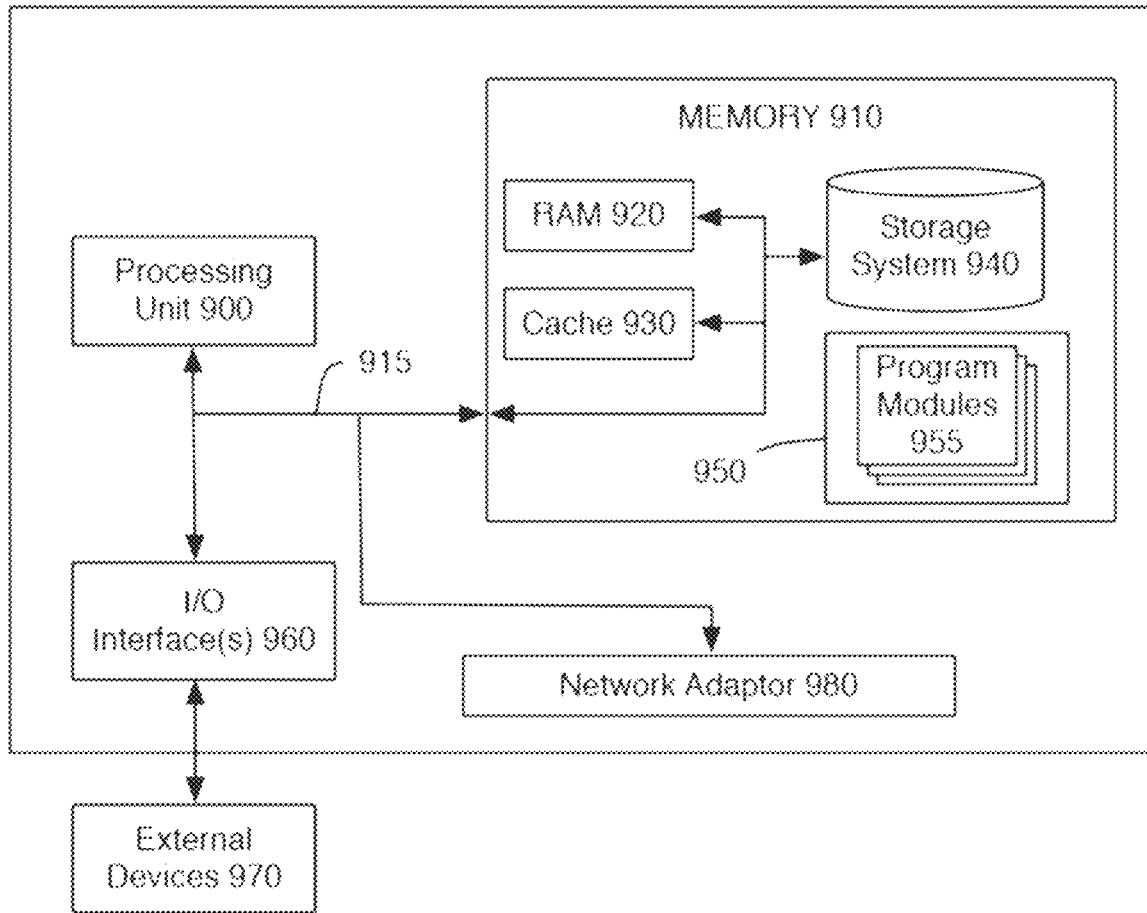 MEMORY 910
RAM 920
Storage
System 940
Processing
Unit 900
Cache 930
915
Program
Modules
955
950
I/O
Interface(s) 960
Network Adaptor 980
External
Devices 970